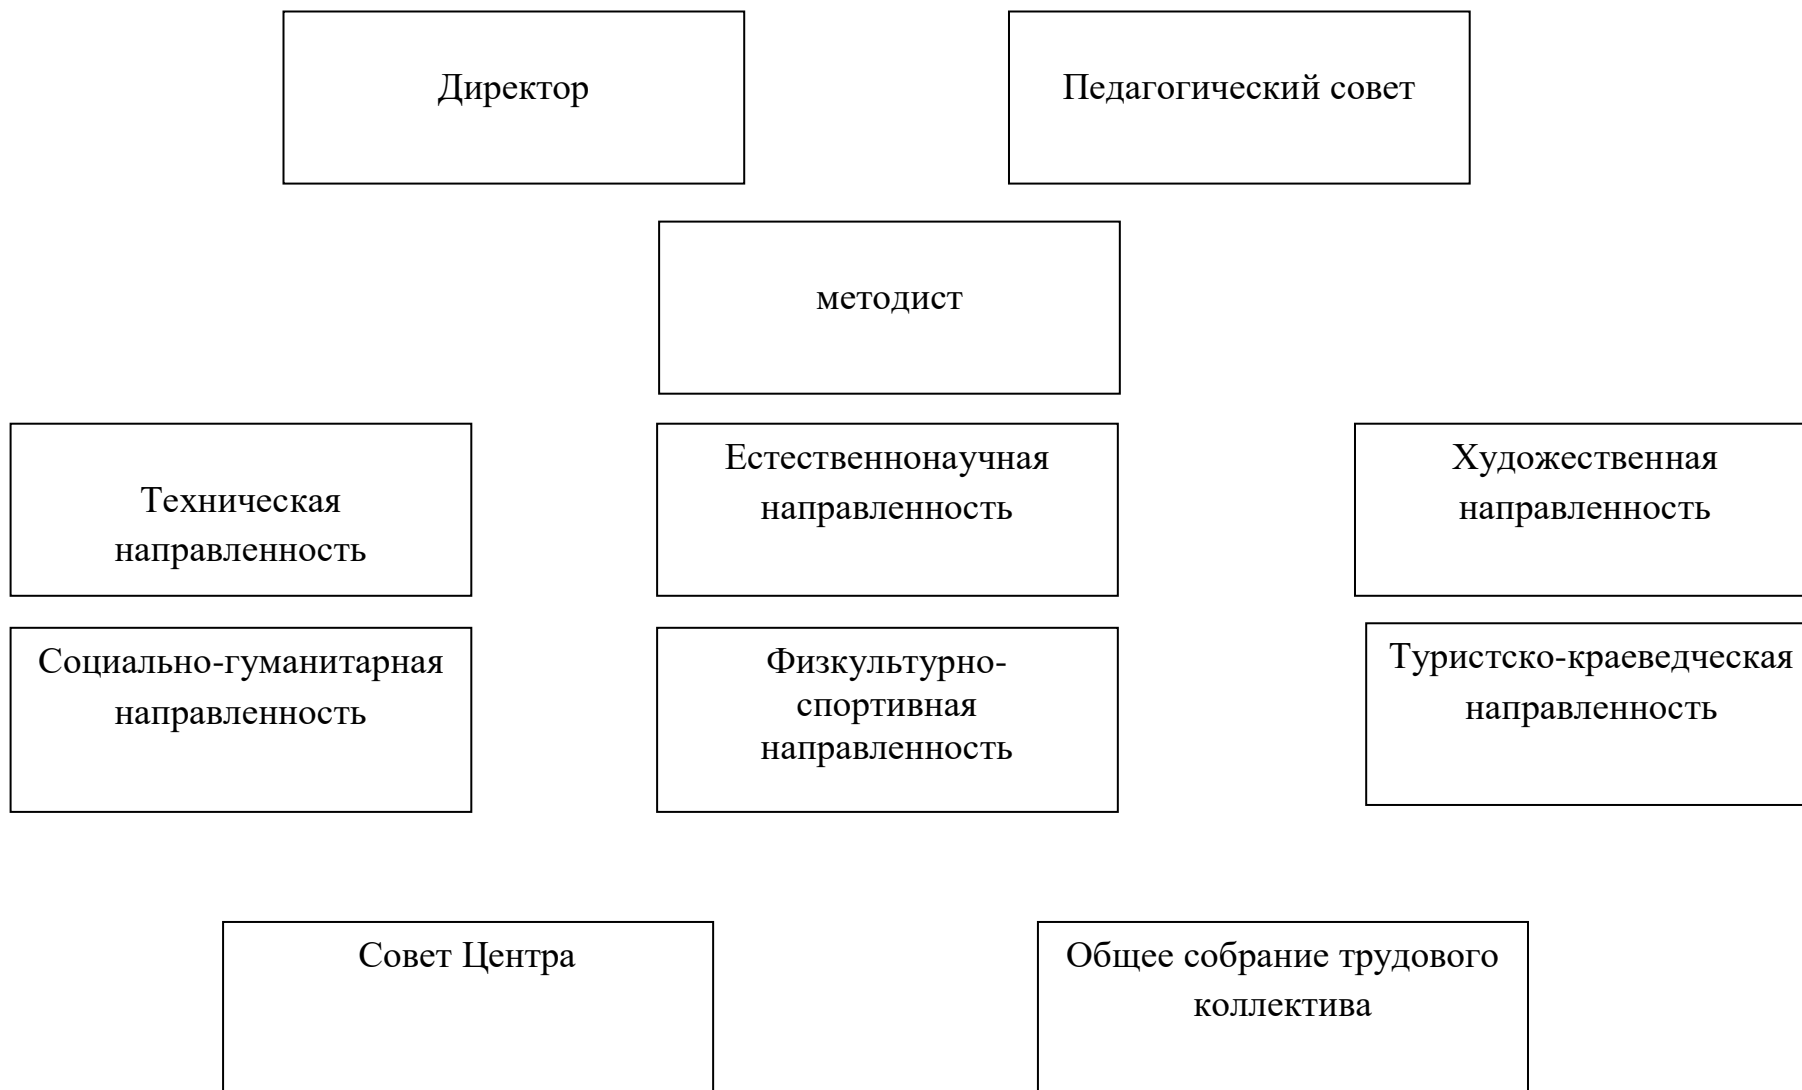 Директор
Педагогический совет
методист
Техническая
направленность
Естественнонаучная
направленность
Художественная
направленность
Социально-гуманитарная
направленность
Физкультурно-
спортивная
направленность
Туристско-краеведческая
направленность
Совет Центра
Общее собрание трудового
коллектива